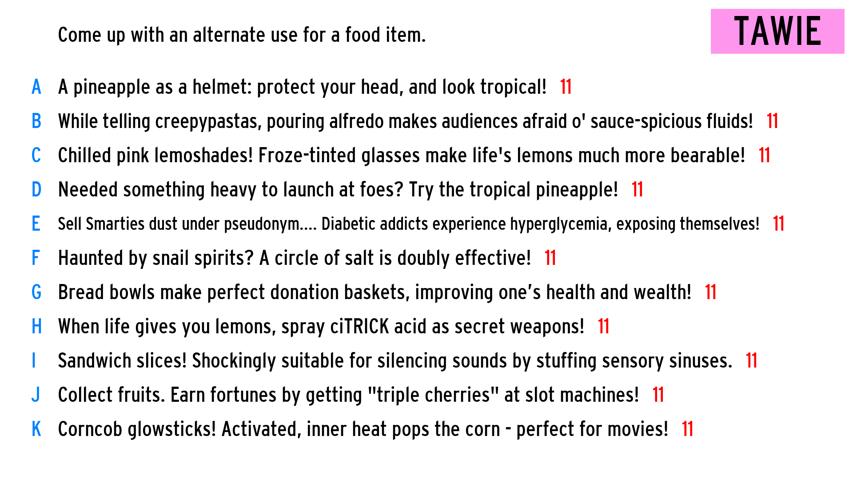 Come up with an alternate use for a food item.
TAWIE
A A pineapple as a helmet: protect your head, and look tropical! 11
B While telling creepypastas, pouring alfredo makes audiences afraid o' sauce-spicious fluids! 11
C Chilled pink lemoshades! Froze-tinted glasses make life's lemons much more bearable! 11
D Needed something heavy to launch at foes? Try the tropical pineapple! 11
E Sell Smarties dust under pseudonym.... Diabetic addicts experience hyperglycemia, exposing themselves! 11
F Haunted by snail spirits? A circle of salt is doubly effective! 11
G Bread bowls make perfect donation baskets, improving one’s health and wealth! 11
H When life gives you lemons, spray ciTRICK acid as secret weapons! 11
I Sandwich slices! Shockingly suitable for silencing sounds by stuffing sensory sinuses. 11
J Collect fruits. Earn fortunes by getting "triple cherries" at slot machines! 11
K Corncob glowsticks! Activated, inner heat pops the corn - perfect for movies! 11